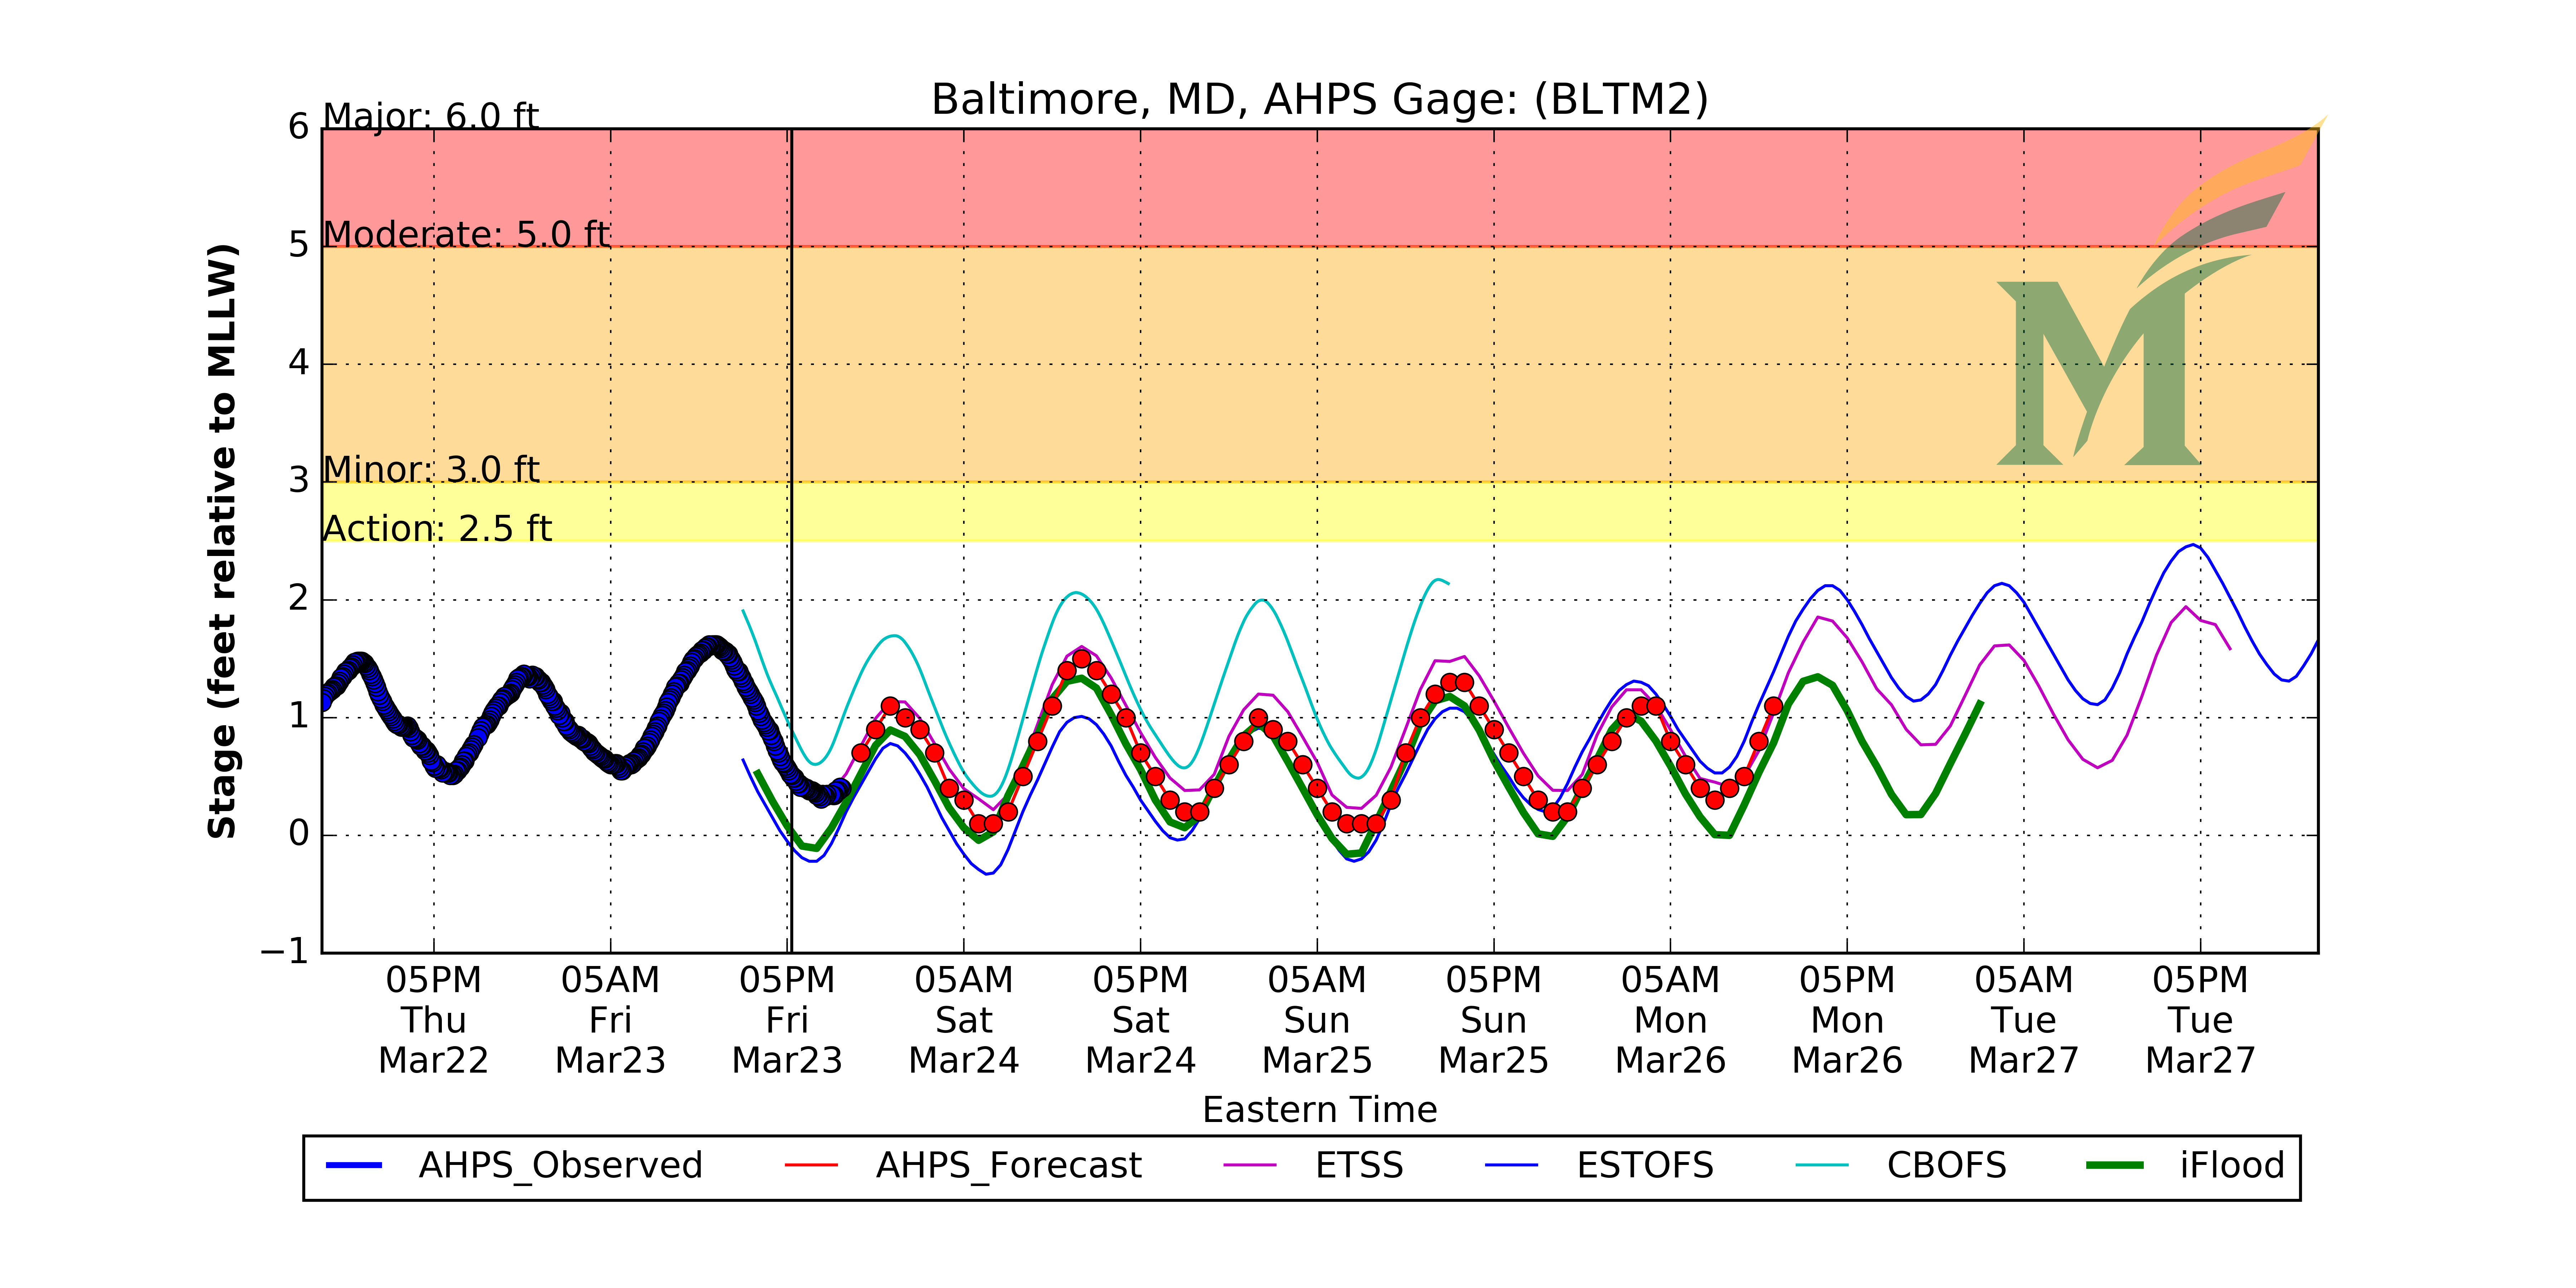 Baltimore, MD, AHPS Gage: (BLTM2)
Major: 6.0 ft
Moderate: 5.0 ft
Minor: 3.0 ft
Action: 2.5 ft
6
5
4
3
2
1
0
−1
Stage (feet relative to MLLW)
M
05PM Thu Mar22
05AM Fri Mar23
05PM Fri Mar23
05AM Sat Mar24
05PM Sat Mar24
05AM Sun Mar25
05PM Sun Mar25
05AM Mon Mar26
05PM Mon Mar26
05AM Tue Mar27
05PM Tue Mar27
Eastern Time
AHPS_Observed AHPS_Forecast ETSS ESTOFS CBOFS iFlood